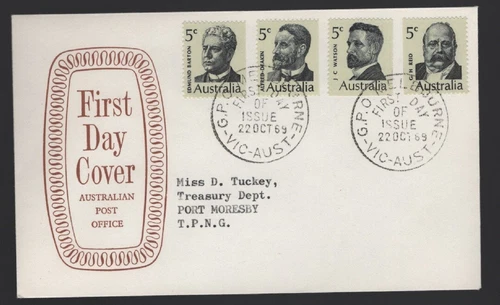 5c
EDMUND BARTON
Australia
5c
ALFRED DEAKIN
Australia
5c
J C WATSON
Australia
5c
G H REID
Australia
G.P.O. MELBOURNE
FIRST DAY
OF
ISSUE
22 OCT 69
VIC-AUST
G.P.O. MELBOURNE
FIRST DAY
OF
ISSUE
22 OCT 69
VIC-AUST
First
Day
Cover
AUSTRALIAN
POST
OFFICE
Miss D. Tuckey,
Treasury Dept.
PORT MORESBY
T.P.N.G.